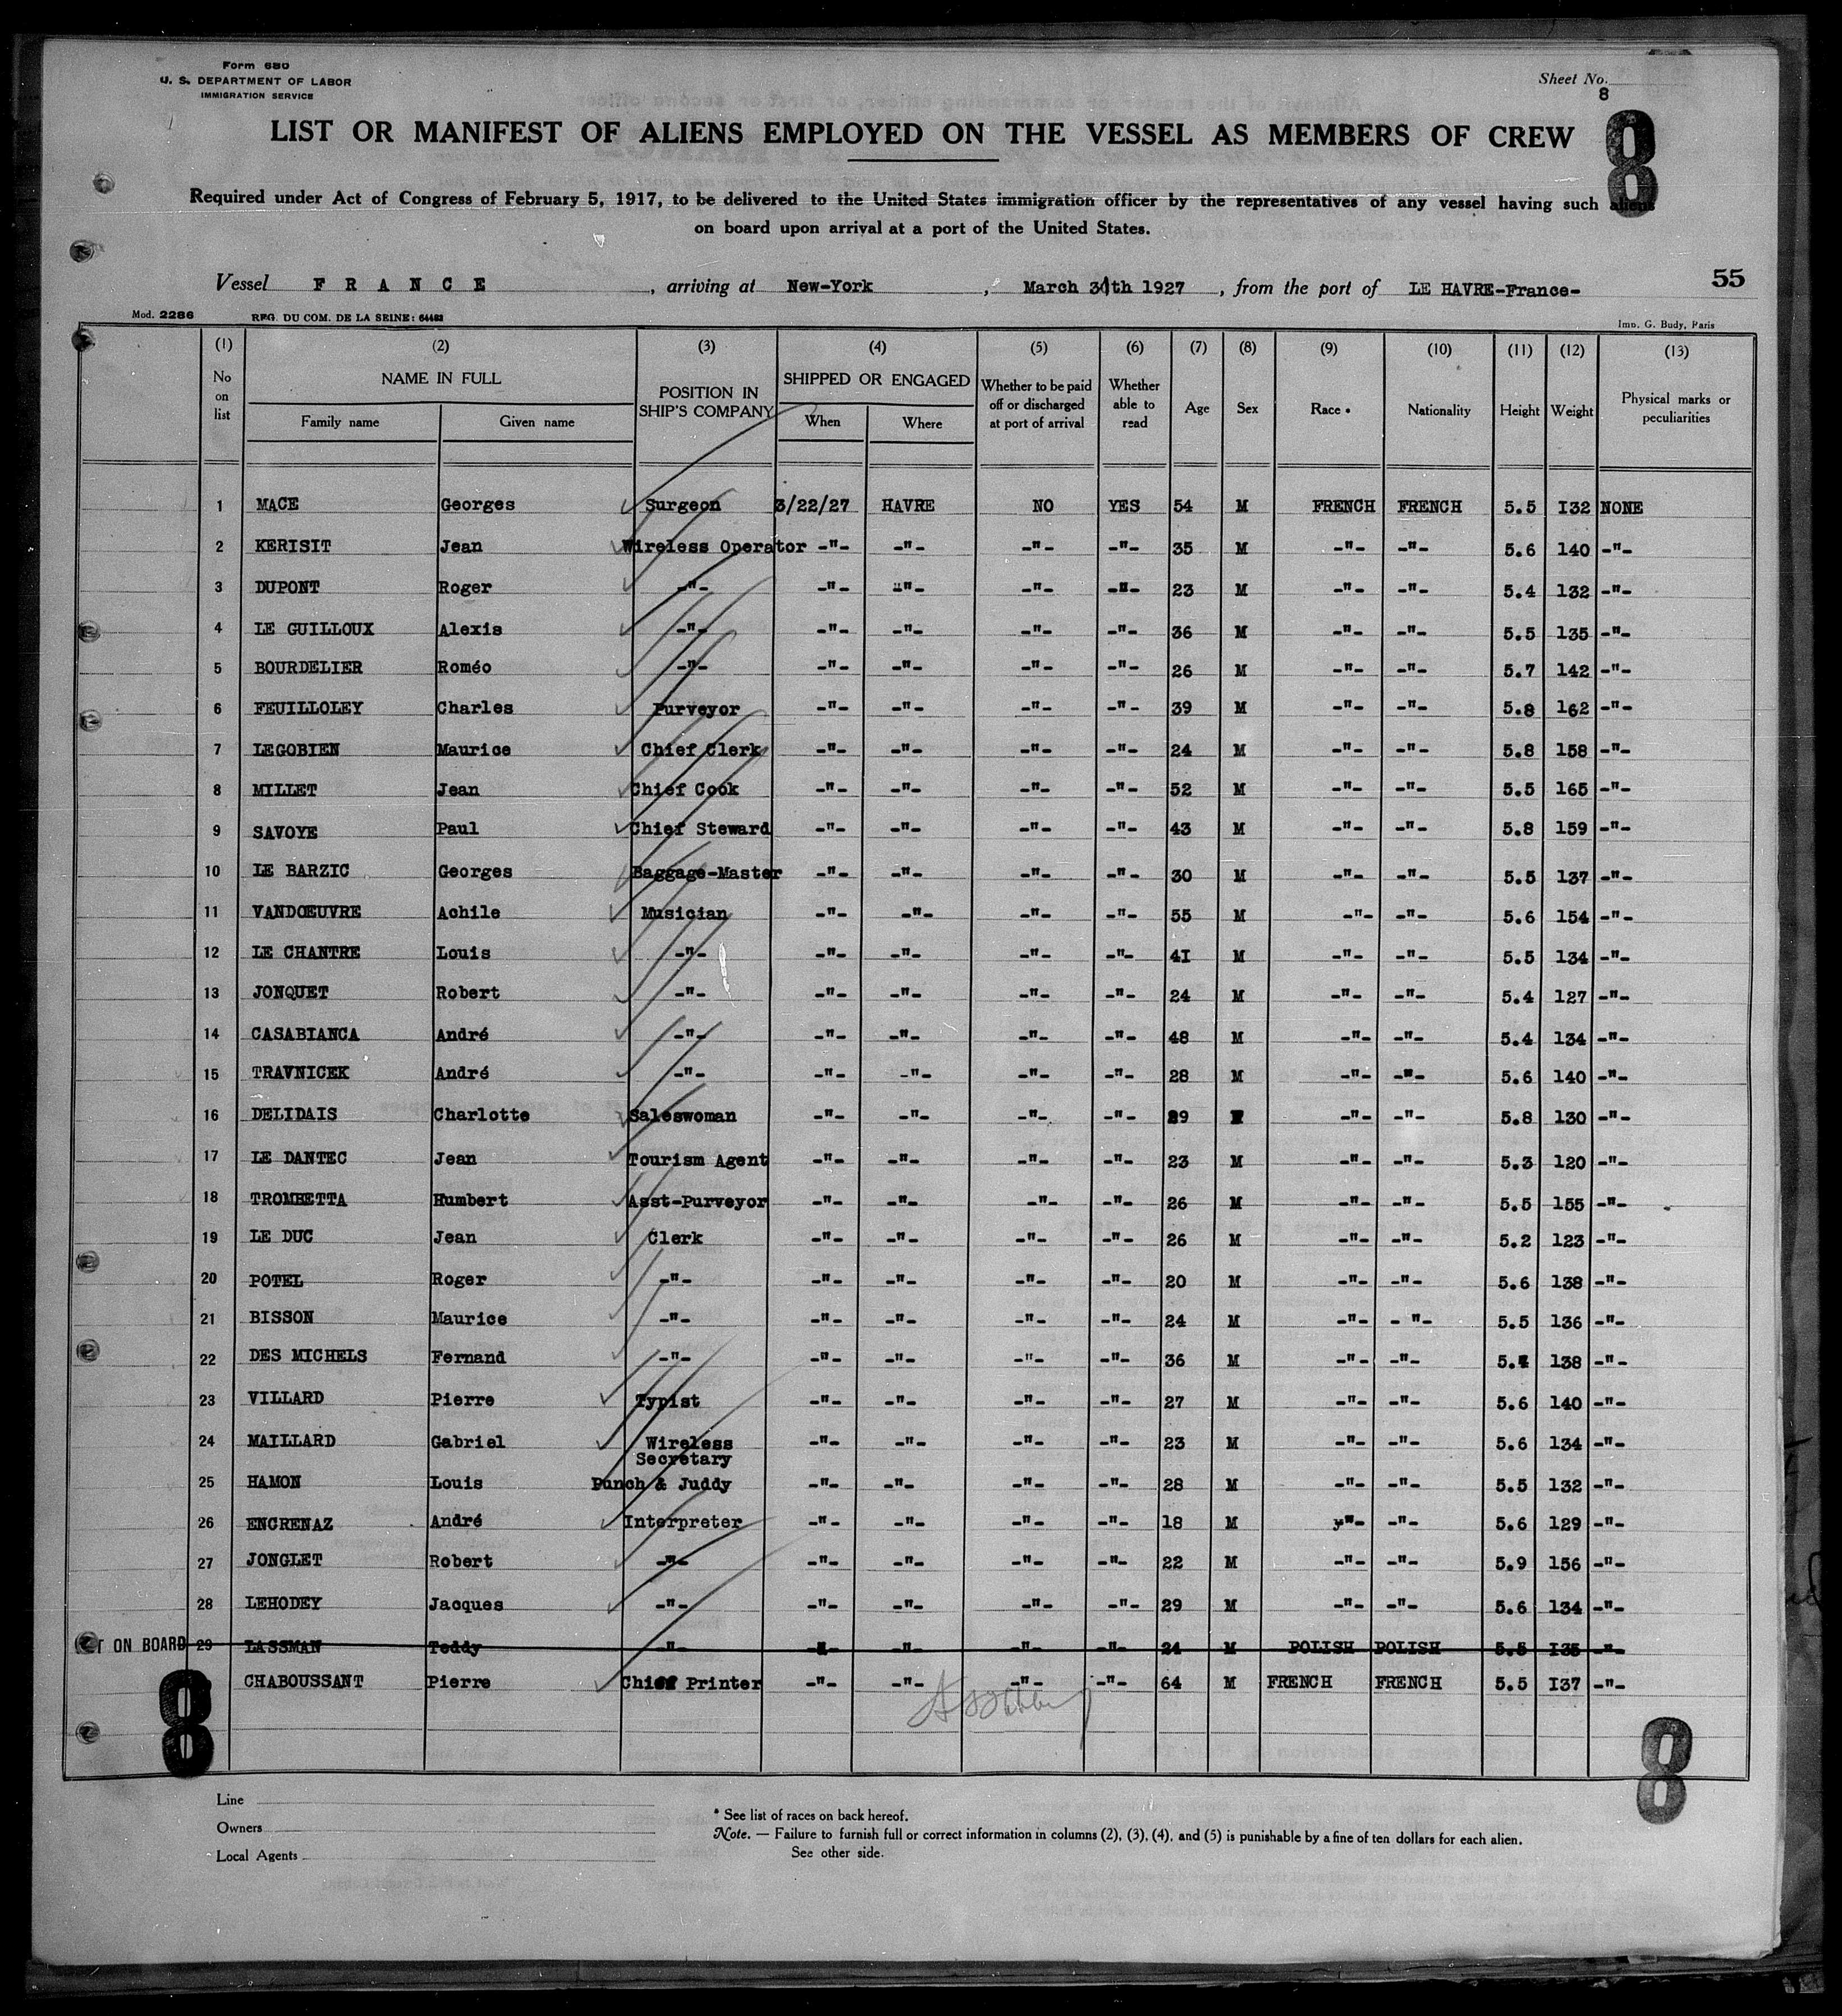 Form 680
U. S. DEPARTMENT OF LABOR
IMMIGRATION SERVICE
Sheet No.
8
8
LIST OR MANIFEST OF ALIENS EMPLOYED ON THE VESSEL AS MEMBERS OF CREW
Required under Act of Congress of February 5, 1917, to be delivered to the United States immigration officer by the representatives of any vessel having such aliens
on board upon arrival at a port of the United States.
Vessel F R A N C E , arriving at New-York , March 30th 1927 , from the port of LE HAVRE-France- 55
Mod. 2286 REG. DU COM. DE LA SEINE: 64482 Imp. G. Budy, Paris
(1) (2) (3) (4) (5) (6) (7) (8) (9) (10) (11) (12) (13)
No on list NAME IN FULL Family name Given name POSITION IN SHIP'S COMPANY SHIPPED OR ENGAGED When Where Whether to be paid off or discharged at port of arrival Whether able to read Age Sex Race * Nationality Height Weight Physical marks or peculiarities
1 MACE Georges Surgeon 3/22/27 HAVRE NO YES 54 M FRENCH FRENCH 5.5 I32 NONE
2 KERISIT Jean Wireless Operator -"- -"- -"- -"- 35 M -"- -"- 5.6 140 -"-
3 DUPONT Roger -"- -"- -"- -"- -"- 23 M -"- -"- 5.4 132 -"-
4 LE GUILLOUX Alexis -"- -"- -"- -"- -"- 36 M -"- -"- 5.5 135 -"-
5 BOURDELIER Roméo -"- -"- -"- -"- -"- 26 M -"- -"- 5.7 142 -"-
6 FEUILLOLEY Charles Purveyor -"- -"- -"- -"- 39 M -"- -"- 5.8 162 -"-
7 LEGOBIEN Maurice Chief Clerk -"- -"- -"- -"- 24 M -"- -"- 5.8 158 -"-
8 MILLET Jean Chief Cook -"- -"- -"- -"- 52 M -"- -"- 5.5 165 -"-
9 SAVOYE Paul Chief Steward -"- -"- -"- -"- 43 M -"- -"- 5.8 159 -"-
10 LE BARZIC Georges Baggage-Master -"- -"- -"- -"- 30 M -"- -"- 5.5 137 -"-
11 VANDOEUVRE Achile Musician -"- -"- -"- -"- 55 M -"- -"- 5.6 154 -"-
12 LE CHANTRE Louis -"- -"- -"- -"- -"- 4I M -"- -"- 5.5 134 -"-
13 JONQUET Robert -"- -"- -"- -"- -"- 24 M -"- -"- 5.4 127 -"-
14 CASABIANCA André -"- -"- -"- -"- -"- 48 M -"- -"- 5.4 134 -"-
15 TRAVNICEK André -"- -"- -"- -"- -"- 28 M -"- -"- 5.6 140 -"-
16 DELIDAIS Charlotte Saleswoman -"- -"- -"- -"- 29 F -"- -"- 5.8 130 -"-
17 LE DANTEC Jean Tourism Agent -"- -"- -"- -"- 23 M -"- -"- 5.3 120 -"-
18 TROMBETTA Humbert Asst-Purveyor -"- -"- -"- -"- 26 M -"- -"- 5.5 155 -"-
19 LE DUC Jean Clerk -"- -"- -"- -"- 26 M -"- -"- 5.2 123 -"-
20 POTEL Roger -"- -"- -"- -"- -"- 20 M -"- -"- 5.6 138 -"-
21 BISSON Maurice -"- -"- -"- -"- -"- 24 M -"- - "- 5.5 136 -"-
22 DES MICHELS Fernand -"- -"- -"- -"- -"- 36 M -"- -"- 5.4 138 -"-
23 VILLARD Pierre Typist -"- -"- -"- -"- 27 M -"- -"- 5.6 140 -"-
24 MAILLARD Gabriel Wireless Secretary -"- -"- -"- -"- 23 M -"- -"- 5.6 134 -"-
25 HAMON Louis Punch & Juddy -"- -"- -"- -"- 28 M -"- -"- 5.5 132 -"-
26 ENCRENAZ André Interpreter -"- -"- -"- -"- 18 M -"- -"- 5.6 129 -"-
27 JONGLET Robert -"- -"- -"- -"- -"- 22 M -"- -"- 5.9 156 -"-
28 LEHODEY Jacques -"- -"- -"- -"- -"- 29 M -"- -"- 5.6 134 -"-
T ON BOARD 29 LASSMAN Teddy -"- -"- -"- -"- -"- 24 M POLISH POLISH 5.8 I35 -"-
CHABOUSSANT Pierre Chief Printer -"- -"- -"- -"- 64 M FRENCH FRENCH 5.5 I37 -"-
8 8
Line
Owners
Local Agents
* See list of races on back hereof.
Note. — Failure to furnish full or correct information in columns (2), (3), (4), and (5) is punishable by a fine of ten dollars for each alien.
See other side.